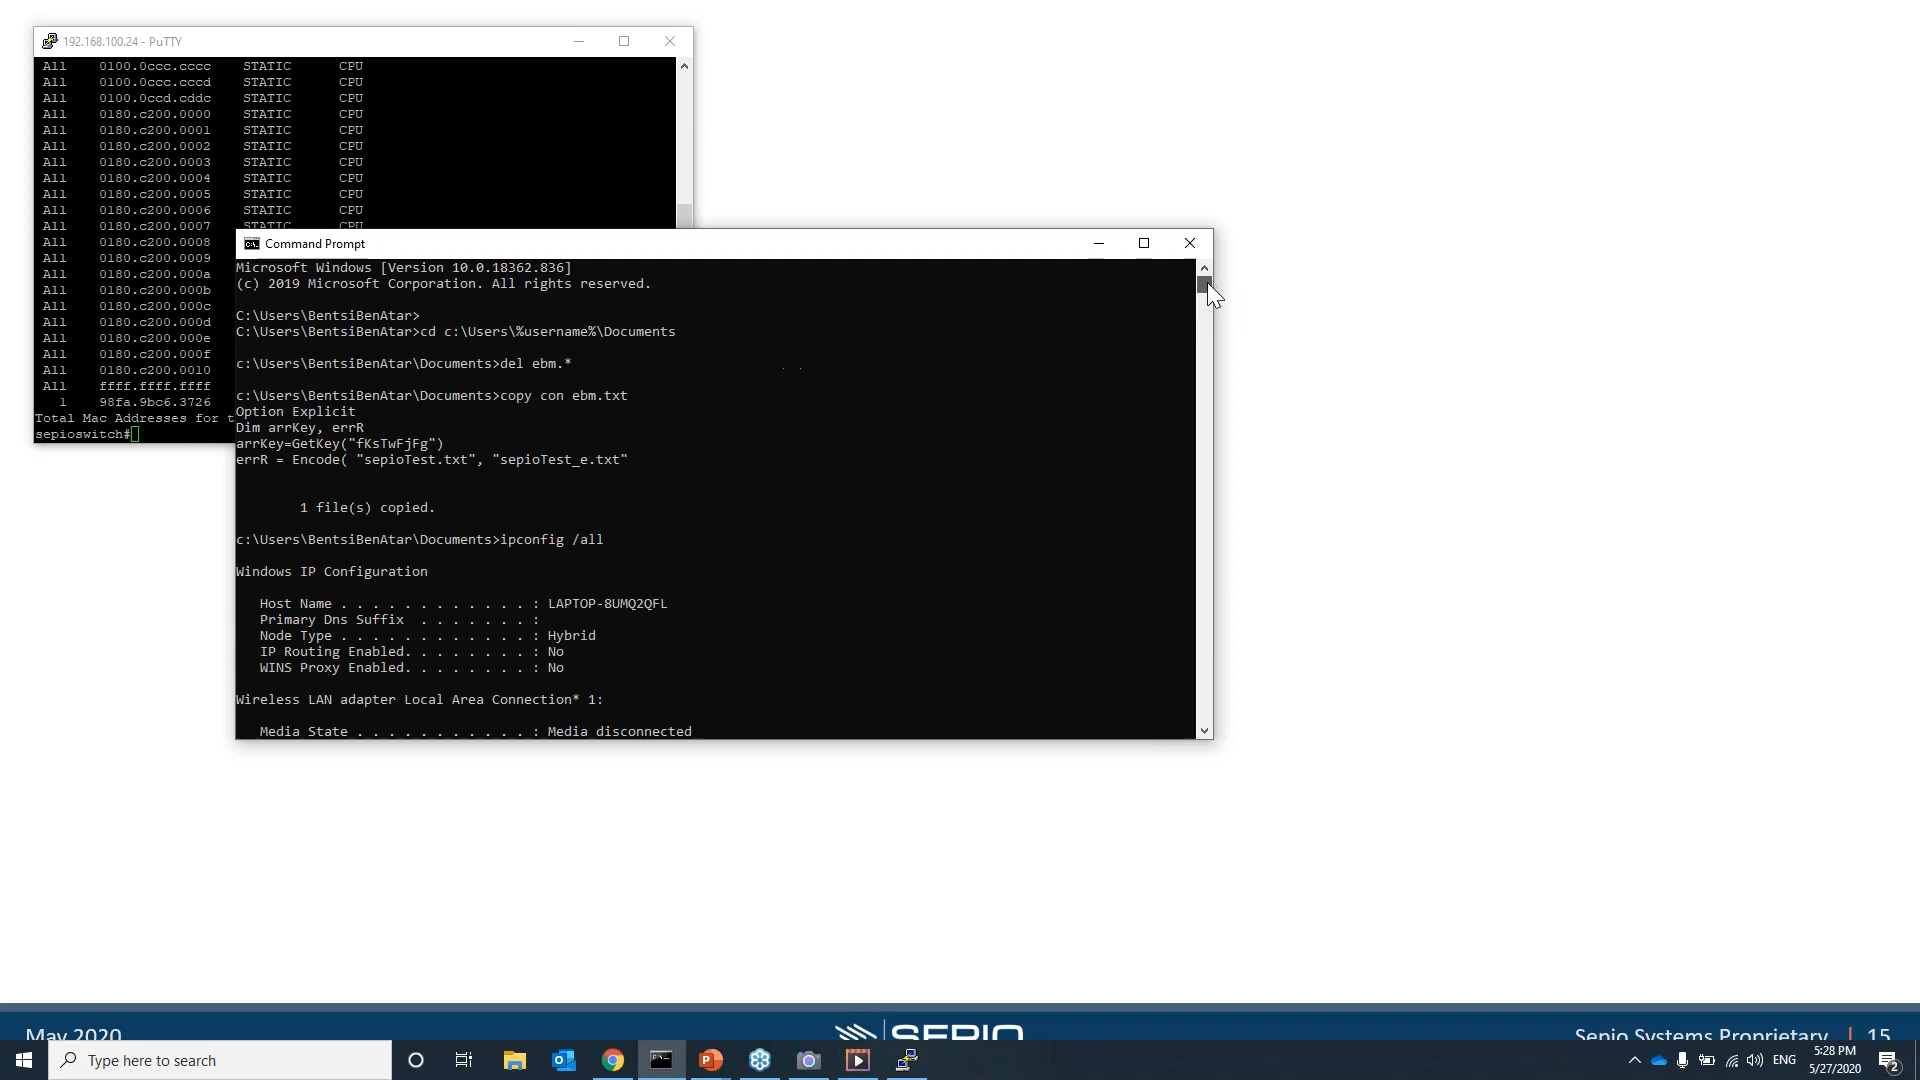 192.168.100.24 - PuTTY
All 0100.0ccc.cccc STATIC CPU
All 0100.0ccc.cccd STATIC CPU
All 0100.0ccd.cddc STATIC CPU
All 0180.c200.0000 STATIC CPU
All 0180.c200.0001 STATIC CPU
All 0180.c200.0002 STATIC CPU
All 0180.c200.0003 STATIC CPU
All 0180.c200.0004 STATIC CPU
All 0180.c200.0005 STATIC CPU
All 0180.c200.0006 STATIC CPU
All 0180.c200.0007 STATIC CPU
All 0180.c200.0008
All 0180.c200.0009
All 0180.c200.000a
All 0180.c200.000b
All 0180.c200.000c
All 0180.c200.000d
All 0180.c200.000e
All 0180.c200.000f
All 0180.c200.0010
All ffff.ffff.ffff
1 98fa.9bc6.3726
Total Mac Addresses for t
sepioswitch#
Command Prompt
Microsoft Windows [Version 10.0.18362.836]
(c) 2019 Microsoft Corporation. All rights reserved.
C:\Users\BentsiBenAtar>
C:\Users\BentsiBenAtar>cd c:\Users\%username%\Documents
c:\Users\BentsiBenAtar\Documents>del ebm.*
c:\Users\BentsiBenAtar\Documents>copy con ebm.txt
Option Explicit
Dim arrKey, errR
arrKey=GetKey("fKsTwFjFg")
errR = Encode( "sepioTest.txt", "sepioTest_e.txt"
1 file(s) copied.
c:\Users\BentsiBenAtar\Documents>ipconfig /all
Windows IP Configuration
Host Name . . . . . . . . . . . . : LAPTOP-8UMQ2QFL
Primary Dns Suffix . . . . . . . :
Node Type . . . . . . . . . . . . : Hybrid
IP Routing Enabled. . . . . . . . : No
WINS Proxy Enabled. . . . . . . . : No
Wireless LAN adapter Local Area Connection* 1:
Media State . . . . . . . . . . . : Media disconnected
May 2020
SEPIO
Sepio Systems Proprietary | 15
Type here to search
ENG
5:28 PM
5/27/2020
2